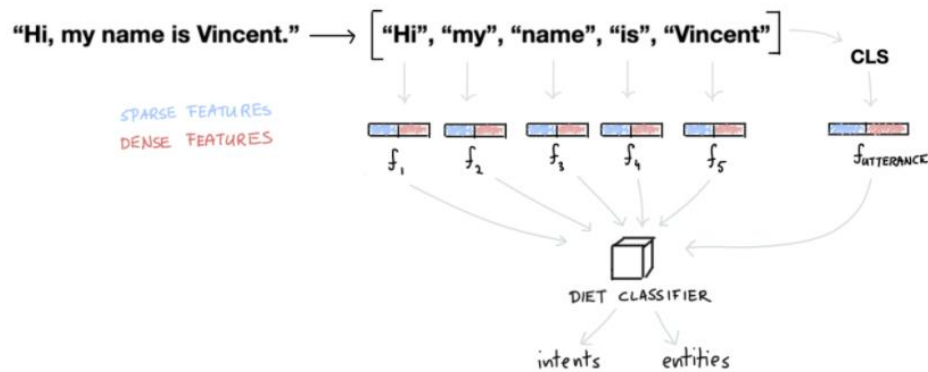 “Hi, my name is Vincent.” → [“Hi”, “my”, “name”, “is”, “Vincent”]
CLS
SPARSE FEATURES
DENSE FEATURES
f1 f2 f3 f4 f5 fUTTERANCE
DIET CLASSIFIER
intents entities